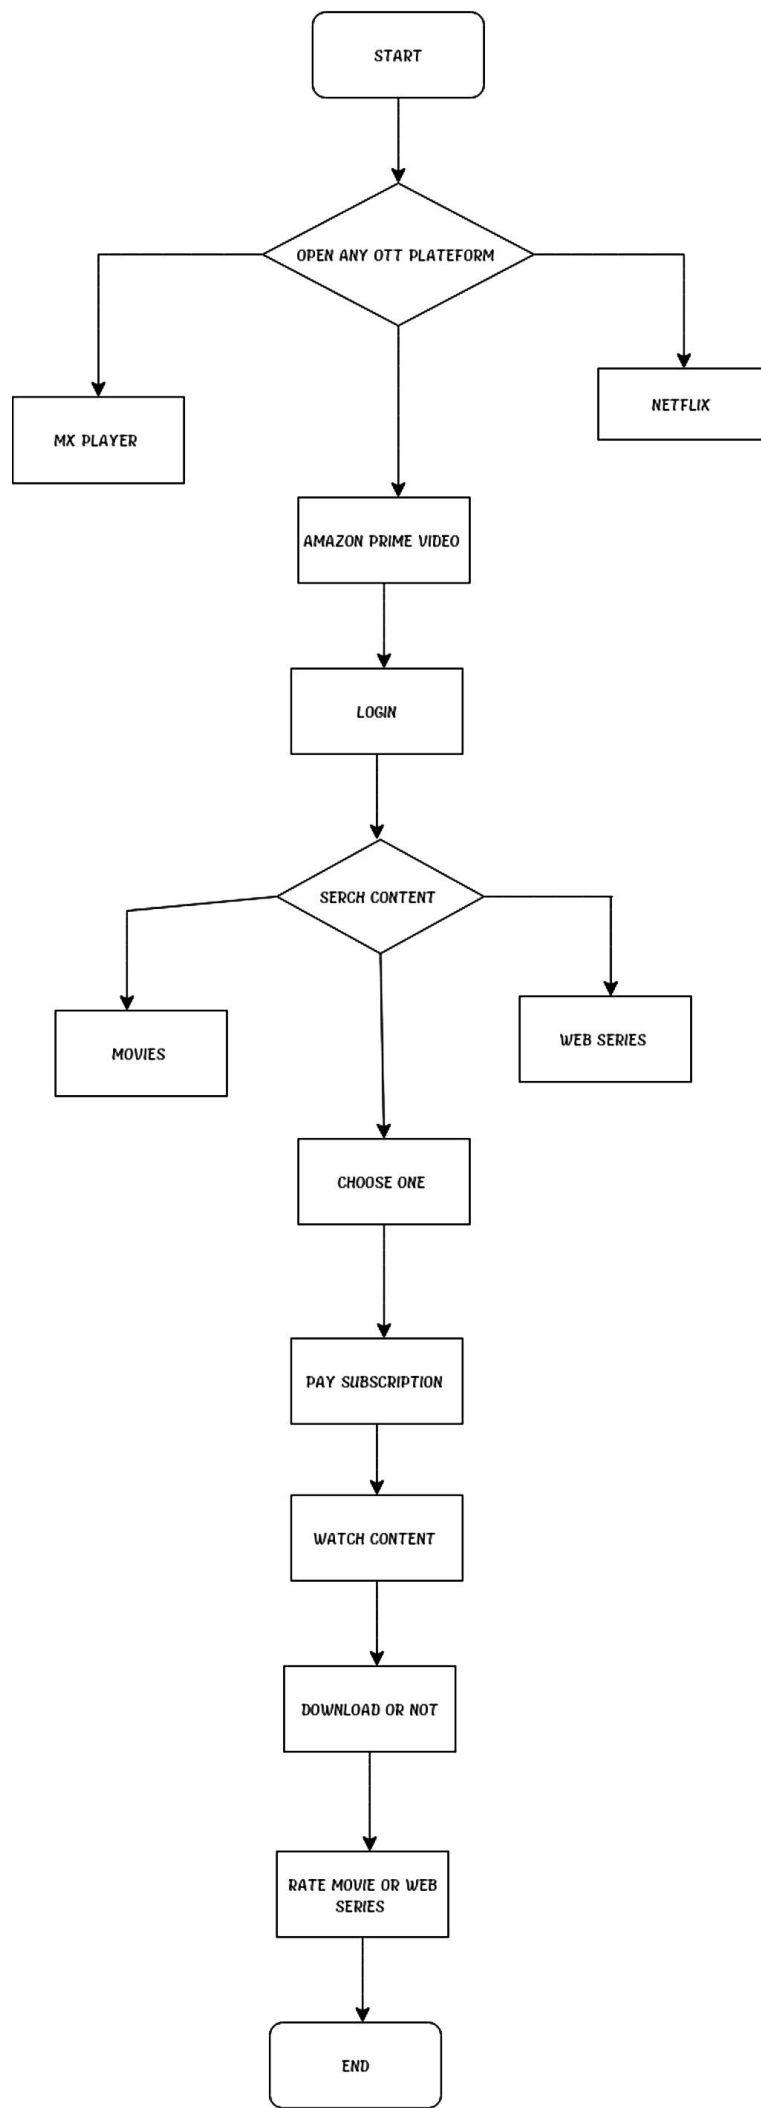 START
OPEN ANY OTT PLATEFORM
MX PLAYER
NETFLIX
AMAZON PRIME VIDEO
LOGIN
SERCH CONTENT
MOVIES
WEB SERIES
CHOOSE ONE
PAY SUBSCRIPTION
WATCH CONTENT
DOWNLOAD OR NOT
RATE MOVIE OR WEB
SERIES
END